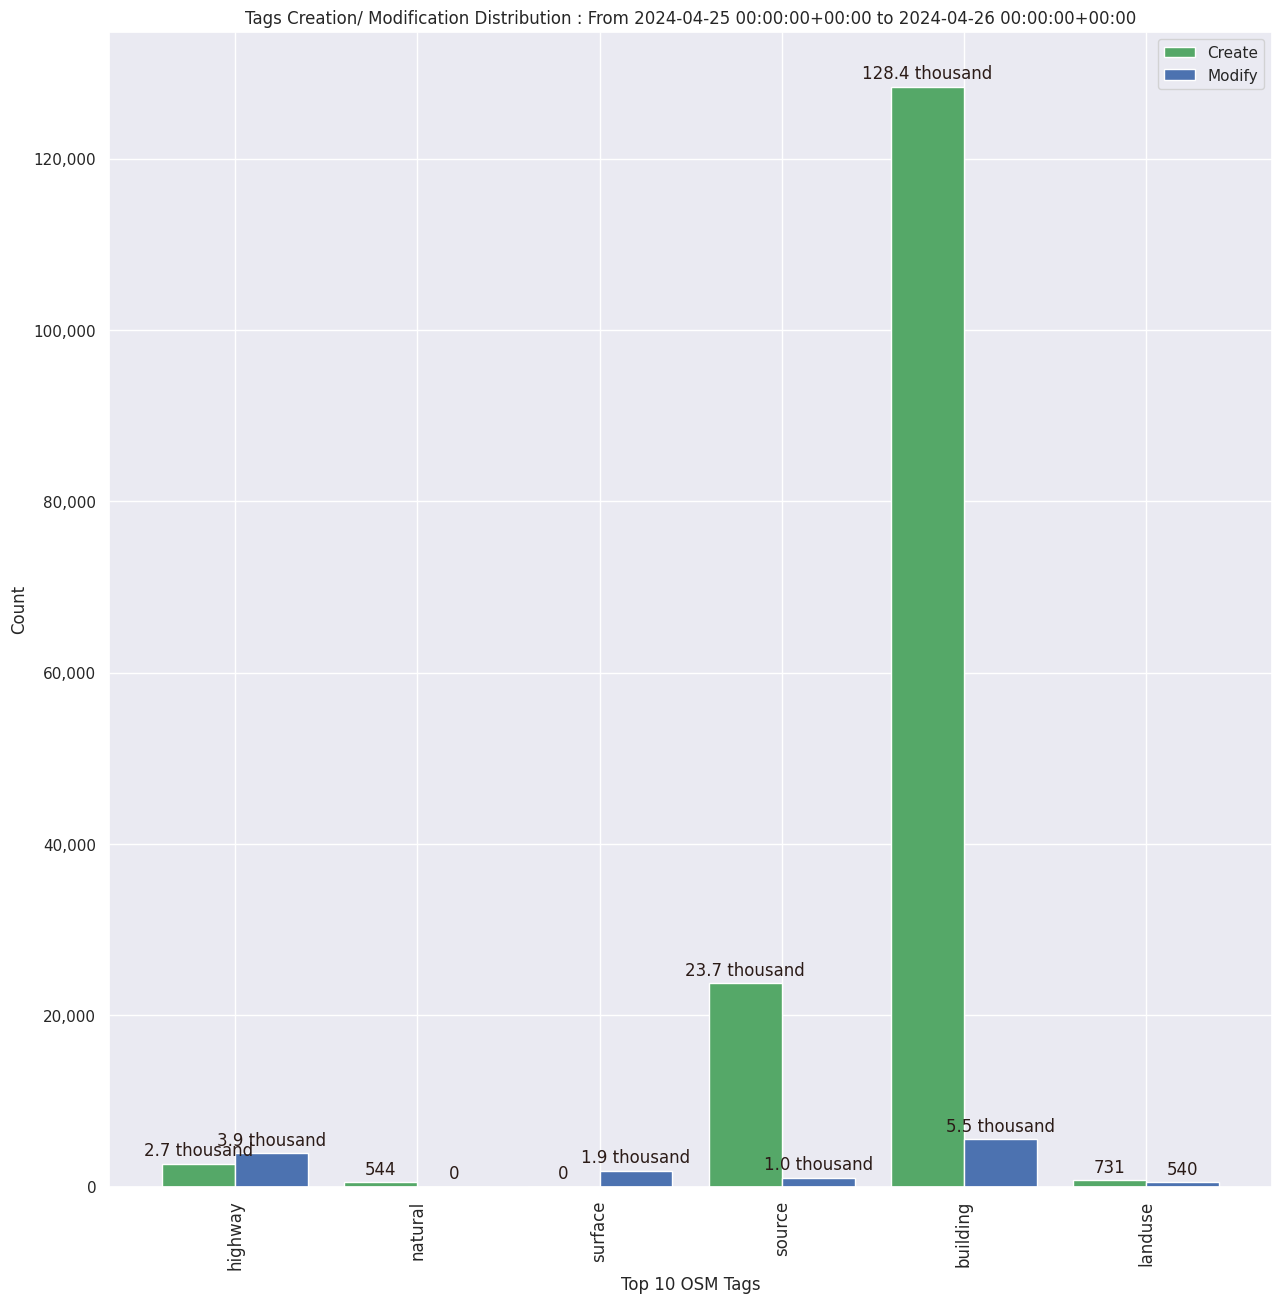 Tags Creation/ Modification Distribution : From 2024-04-25 00:00:00+00:00 to 2024-04-26 00:00:00+00:00
Create
Modify
128.4 thousand
120,000
100,000
80,000
60,000
40,000
20,000
0
Count
23.7 thousand
2.7 thousand
3.9 thousand
544
0
0
1.9 thousand
1.0 thousand
5.5 thousand
731
540
highway
natural
surface
source
building
landuse
Top 10 OSM Tags